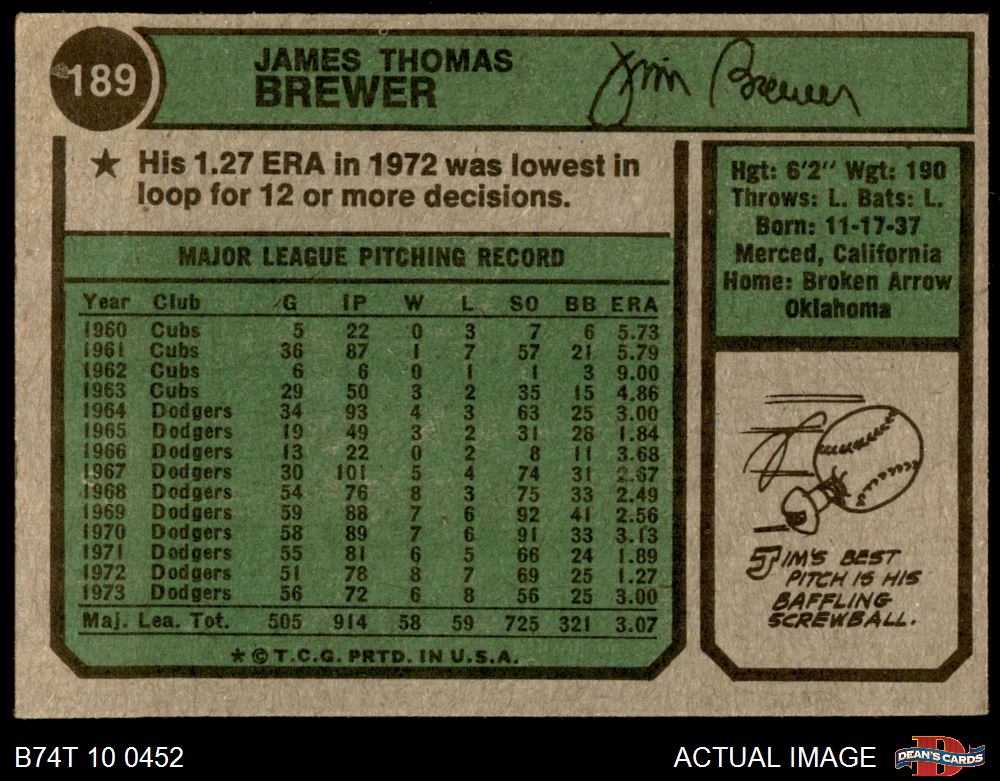 189
JAMES THOMAS
BREWER
Jim Brewer
★ His 1.27 ERA in 1972 was lowest in
loop for 12 or more decisions.
MAJOR LEAGUE PITCHING RECORD
Year Club G IP W L SO BB ERA
1960 Cubs 5 22 0 3 7 6 5.73
1961 Cubs 36 87 1 7 57 21 5.79
1962 Cubs 6 6 0 1 1 3 9.00
1963 Cubs 29 50 3 2 35 15 4.86
1964 Dodgers 34 93 4 3 63 25 3.00
1965 Dodgers 19 49 3 2 31 28 1.84
1966 Dodgers 13 22 0 2 8 11 3.68
1967 Dodgers 30 101 5 4 74 31 2.67
1968 Dodgers 54 76 8 3 75 33 2.49
1969 Dodgers 59 88 7 6 92 41 2.56
1970 Dodgers 58 89 7 6 91 33 3.13
1971 Dodgers 55 81 6 5 66 24 1.89
1972 Dodgers 51 78 8 7 69 25 1.27
1973 Dodgers 56 72 6 8 56 25 3.00
Maj. Lea. Tot. 505 914 58 59 725 321 3.07
★ © T.C.G. PRTD. IN U.S.A.
Hgt: 6'2" Wgt: 190
Throws: L. Bats: L.
Born: 11-17-37
Merced, California
Home: Broken Arrow
Oklahoma
JIM'S BEST
PITCH IS HIS
BAFFLING
SCREWBALL.
B74T 10 0452
ACTUAL IMAGE
D
DEAN'S CARDS